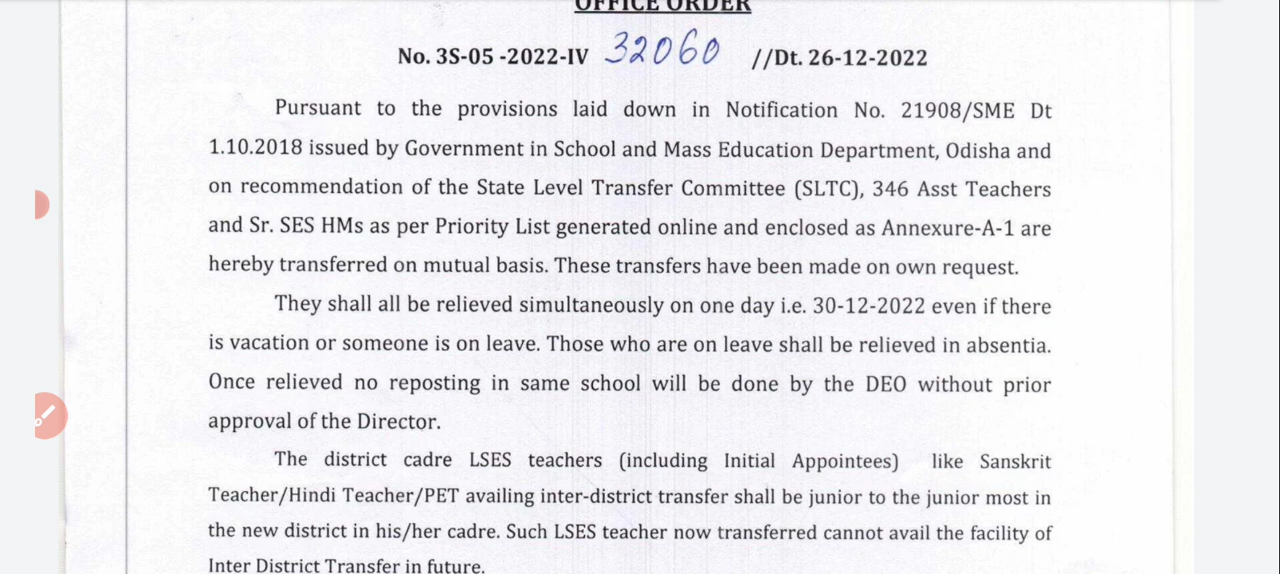 OFFICE ORDER
No. 3S-05 -2022-IV 32060 //Dt. 26-12-2022
Pursuant to the provisions laid down in Notification No. 21908/SME Dt
1.10.2018 issued by Government in School and Mass Education Department, Odisha and
on recommendation of the State Level Transfer Committee (SLTC), 346 Asst Teachers
and Sr. SES HMs as per Priority List generated online and enclosed as Annexure-A-1 are
hereby transferred on mutual basis. These transfers have been made on own request.
They shall all be relieved simultaneously on one day i.e. 30-12-2022 even if there
is vacation or someone is on leave. Those who are on leave shall be relieved in absentia.
Once relieved no reposting in same school will be done by the DEO without prior
approval of the Director.
The district cadre LSES teachers (including Initial Appointees) like Sanskrit
Teacher/Hindi Teacher/PET availing inter-district transfer shall be junior to the junior most in
the new district in his/her cadre. Such LSES teacher now transferred cannot avail the facility of
Inter District Transfer in future.